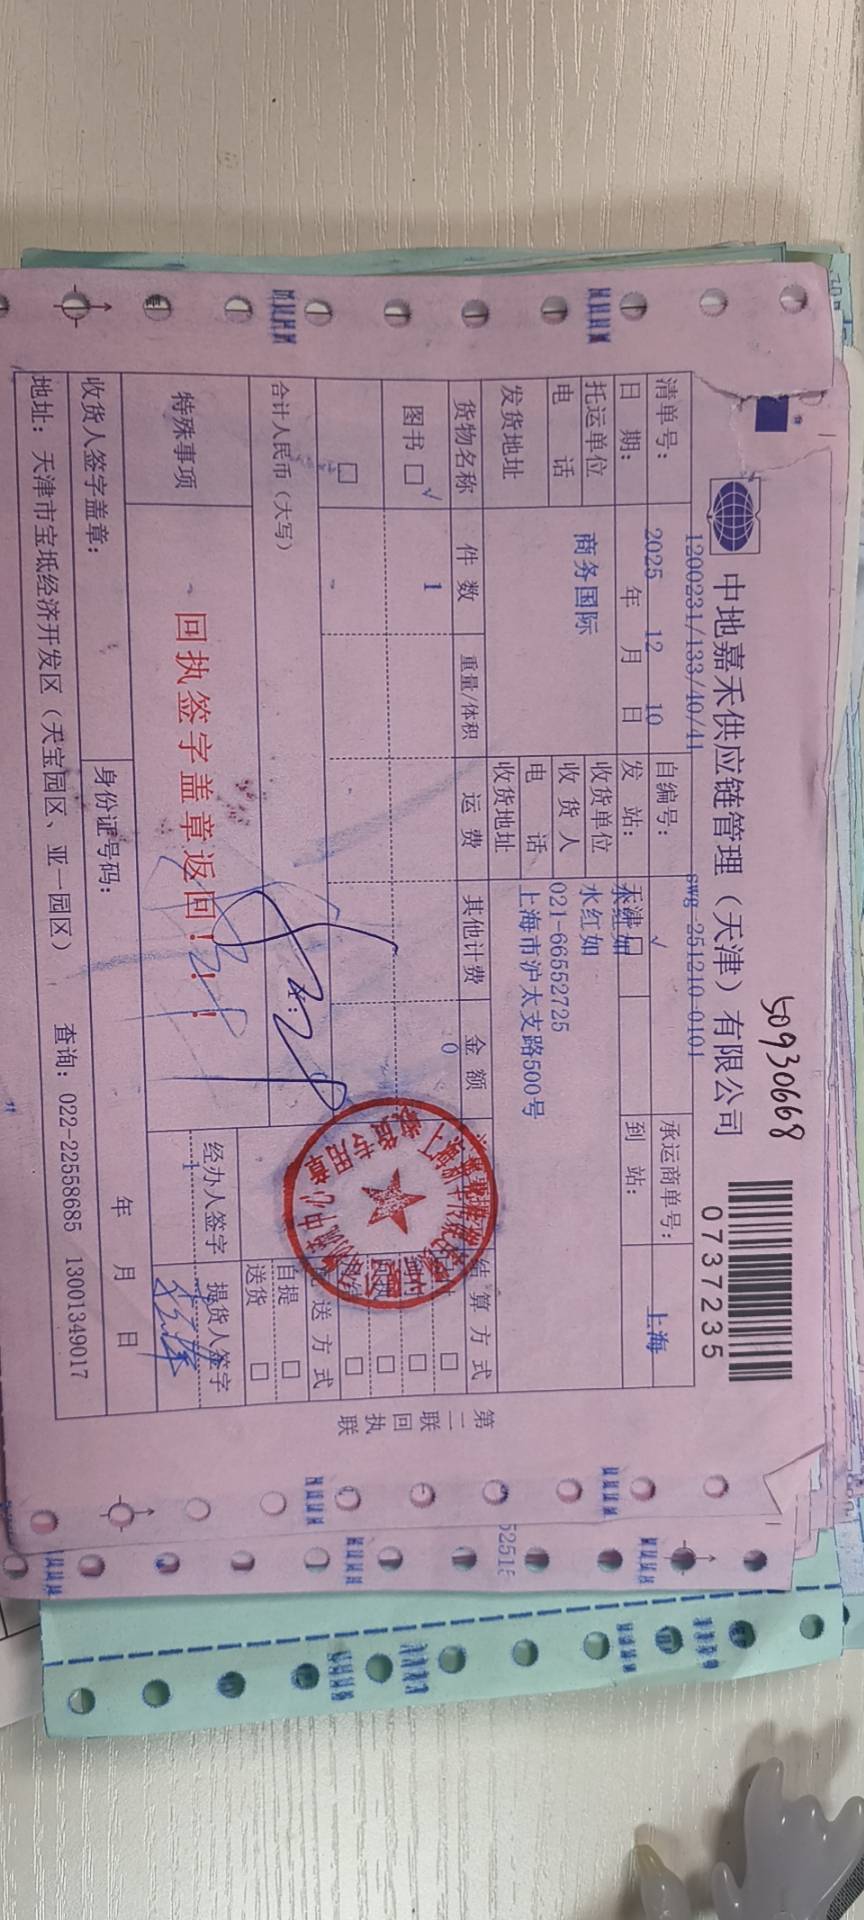 50930668
中地嘉禾供应链管理（天津）有限公司
0737235
1200231/133/40/41
swg-251210-0101
清单号：
自编号：
承运商单号：
日 期：
2025 年 12 月 10 日
发 站：
天津
√
到 站：
上海
托运单位
商务国际
收货单位
收 货 人
水红如
电 话
电 话
021-66552725
发货地址
收货地址
上海市沪太支路500号
货物名称
件 数
重量/体积
运 费
其他计费
金 额
结 算 方 式
图书 □ √
1
0
□
合计人民币（大写）
送 方 式
自提 □
送货 □
特殊事项
回执签字盖章返回！！！
经办人签字
1
提货人签字
收货人签字盖章：
身份证号码：
年 月 日
地址：天津市宝坻经济开发区（天宝园区、亚一园区）
查询：022-22558685 13001349017
第二联 回执联
专用章